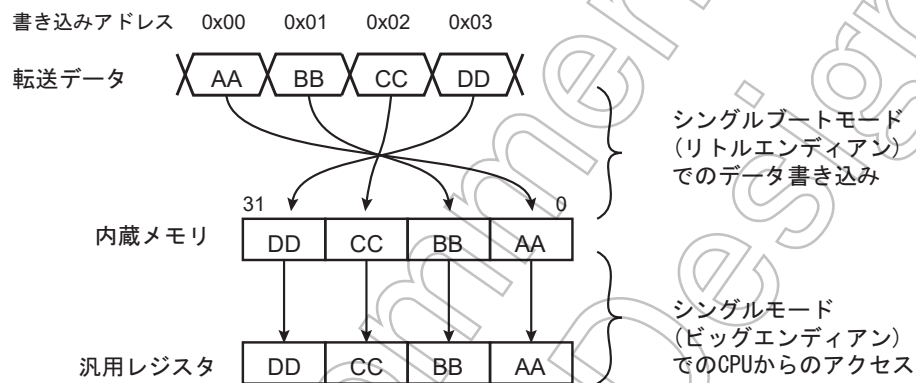 書き込みアドレス 0x00 0x01 0x02 0x03
転送データ AA BB CC DD
シングルブートモード
(リトルエンディアン)
でのデータ書き込み
31 0
内蔵メモリ DD CC BB AA
シングルモード
(ビッグエンディアン)
でのCPUからのアクセス
汎用レジスタ DD CC BB AA